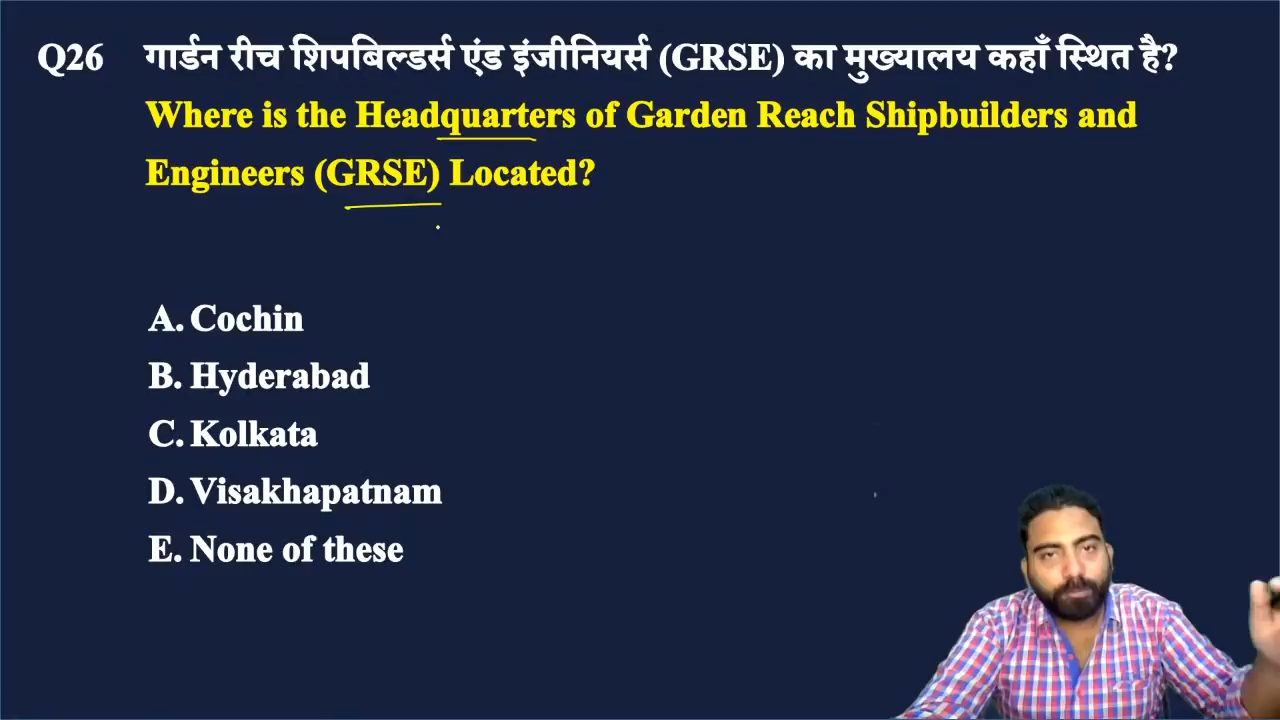 Q26 गार्डन रीच शिपबिल्डर्स एंड इंजीनियर्स (GRSE) का मुख्यालय कहाँ स्थित है?
Where is the Headquarters of Garden Reach Shipbuilders and
Engineers (GRSE) Located?
A. Cochin
B. Hyderabad
C. Kolkata
D. Visakhapatnam
E. None of these